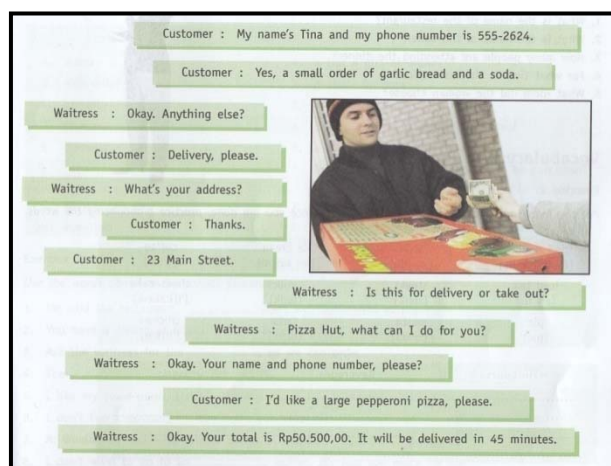 Customer : My name's Tina and my phone number is 555-2624.
Customer : Yes, a small order of garlic bread and a soda.
Waitress : Okay. Anything else?
Customer : Delivery, please.
Waitress : What's your address?
Customer : Thanks.
Customer : 23 Main Street.
Waitress : Is this for delivery or take out?
Waitress : Pizza Hut, what can I do for you?
Waitress : Okay. Your name and phone number, please?
Customer : I'd like a large pepperoni pizza, please.
Waitress : Okay. Your total is Rp50.500,00. It will be delivered in 45 minutes.